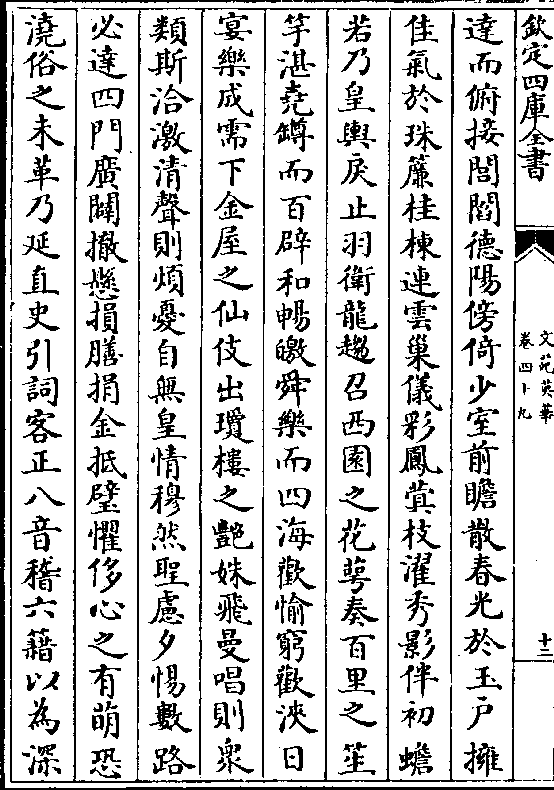 欽定四庫全書
文苑英華
卷四十九
十三
達而俯接閭閻德陽傍倚少室前瞻散春光於玉戶擁
佳氣於珠簾桂棟連雲巢儀彩鳳蓂枝濯秀影伴初蟾
若乃皇輿戾止羽衛龍趨召西園之花萼奏百里之笙
竽湛堯鐏而百辟和暢皦舜樂而四海歡愉窮歡浹日
宴樂成需下金屋之仙伎出瓊樓之艷姝飛曼唱則衆
類斯洽激清聲則煩憂自無皇情穆然聖慮夕惕數路
必達四門廣闢撤懸損膳捐金抵璧懼侈心之有萌恐
澆俗之未革乃延直史引詞客正八音稽六籍以為深